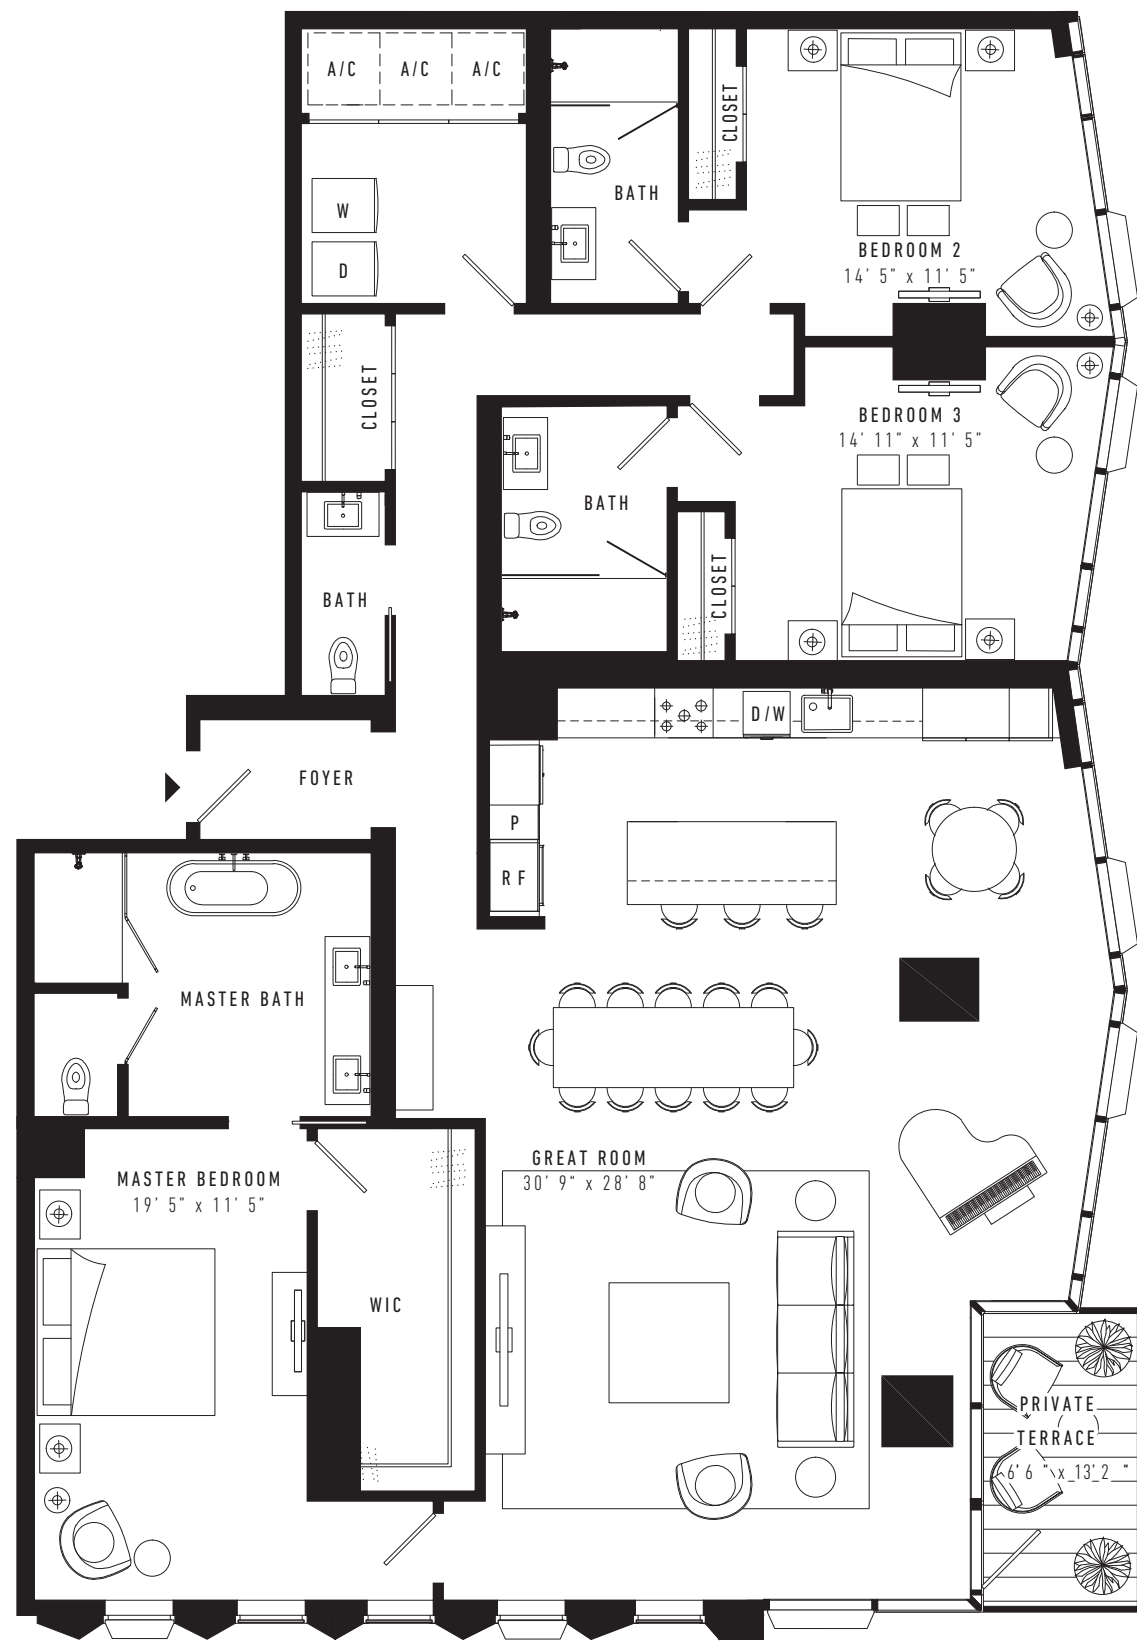 A/C
A/C
A/C
CLOSET
W
BATH
D
BEDROOM 2
14' 5" x 11' 5"
CLOSET
BEDROOM 3
14' 11" x 11' 5"
BATH
CLOSET
BATH
D/W
FOYER
P
RF
MASTER BATH
GREAT ROOM
30' 9" x 28' 8"
MASTER BEDROOM
19' 5" x 11' 5"
WIC
PRIVATE
TERRACE
6' 6 " x 13' 2 "